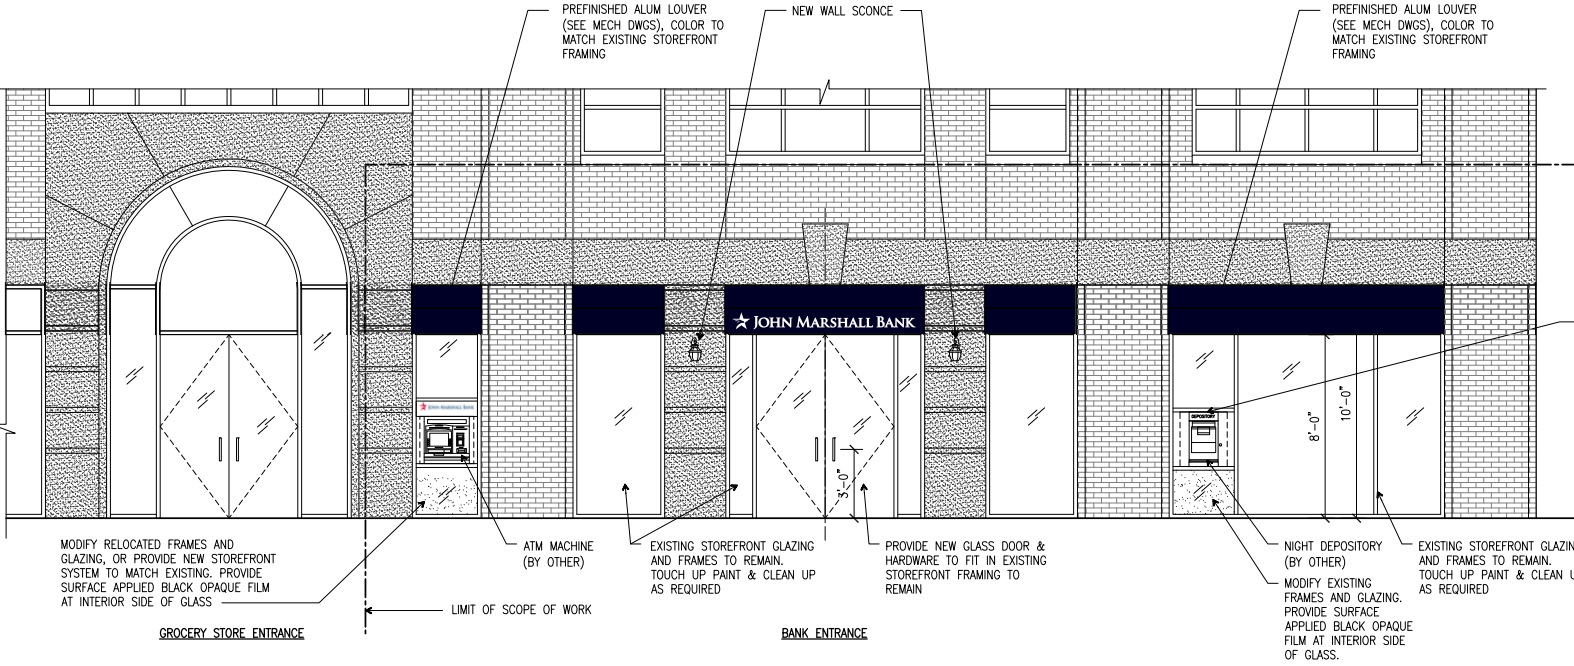 PREFINISHED ALUM LOUVER
(SEE MECH DWGS), COLOR TO
MATCH EXISTING STOREFRONT
FRAMING
NEW WALL SCONCE
PREFINISHED ALUM LOUVER
(SEE MECH DWGS), COLOR TO
MATCH EXISTING STOREFRONT
FRAMING
JOHN MARSHALL BANK
JOHN MARSHALL BANK
DEPOSITORY
8'-0"
10'-0"
3'-0"
MODIFY RELOCATED FRAMES AND
GLAZING, OR PROVIDE NEW STOREFRONT
SYSTEM TO MATCH EXISTING. PROVIDE
SURFACE APPLIED BLACK OPAQUE FILM
AT INTERIOR SIDE OF GLASS
ATM MACHINE
(BY OTHER)
EXISTING STOREFRONT GLAZING
AND FRAMES TO REMAIN.
TOUCH UP PAINT & CLEAN UP
AS REQUIRED
PROVIDE NEW GLASS DOOR &
HARDWARE TO FIT IN EXISTING
STOREFRONT FRAMING TO
REMAIN
NIGHT DEPOSITORY
(BY OTHER)
MODIFY EXISTING
FRAMES AND GLAZING.
PROVIDE SURFACE
APPLIED BLACK OPAQUE
FILM AT INTERIOR SIDE
OF GLASS.
EXISTING STOREFRONT GLAZIN
AND FRAMES TO REMAIN.
TOUCH UP PAINT & CLEAN U
AS REQUIRED
LIMIT OF SCOPE OF WORK
GROCERY STORE ENTRANCE
BANK ENTRANCE